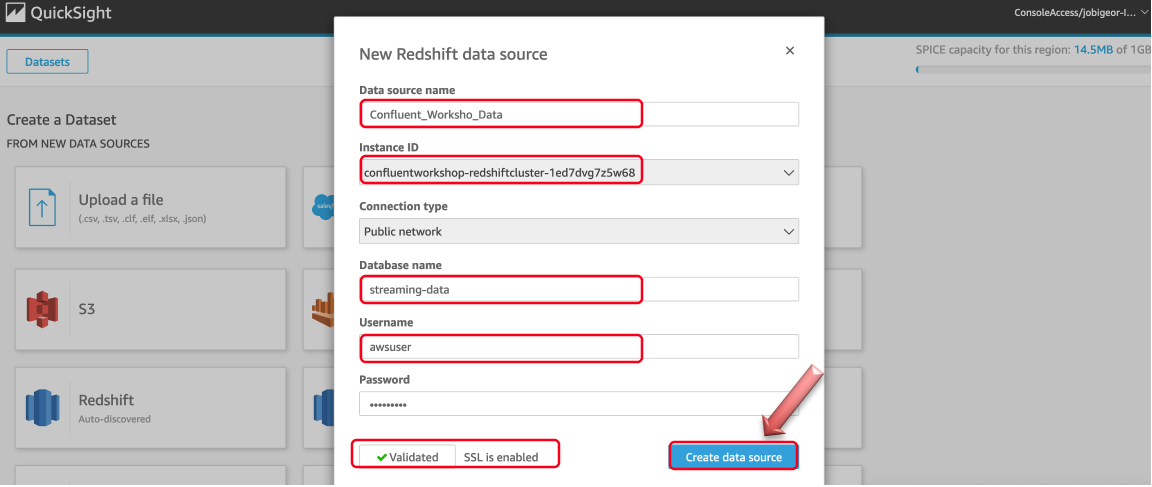 QuickSight
ConsoleAccess/jobigeor-I...
Datasets
SPICE capacity for this region: 14.5MB of 1GB
Create a Dataset
FROM NEW DATA SOURCES
Upload a file
(.csv, .tsv, .clf, .elf, .xlsx, .json)
S3
Redshift
Auto-discovered
New Redshift data source
Data source name
Confluent_Worksho_Data
Instance ID
confluentworkshop-redshiftcluster-1ed7dvg7z5w68
Connection type
Public network
Database name
streaming-data
Username
awsuser
Password
•••••••••
Validated
SSL is enabled
Create data source